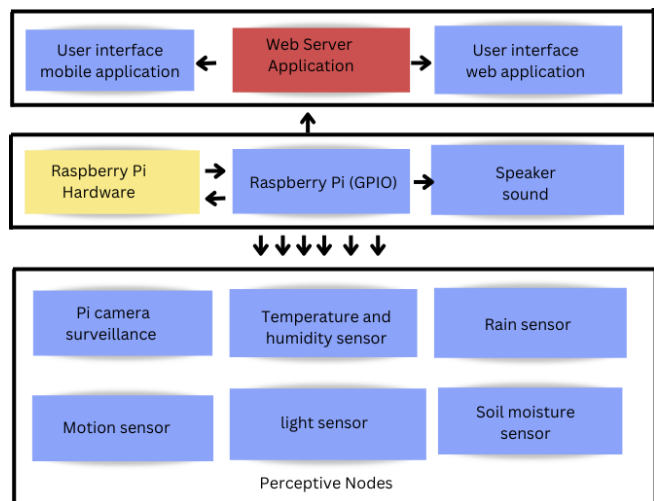 User interface
mobile application
Web Server
Application
User interface
web application
Raspberry Pi
Hardware
Raspberry Pi (GPIO)
Speaker
sound
Pi camera
surveillance
Temperature and
humidity sensor
Rain sensor
Motion sensor
light sensor
Soil moisture
sensor
Perceptive Nodes